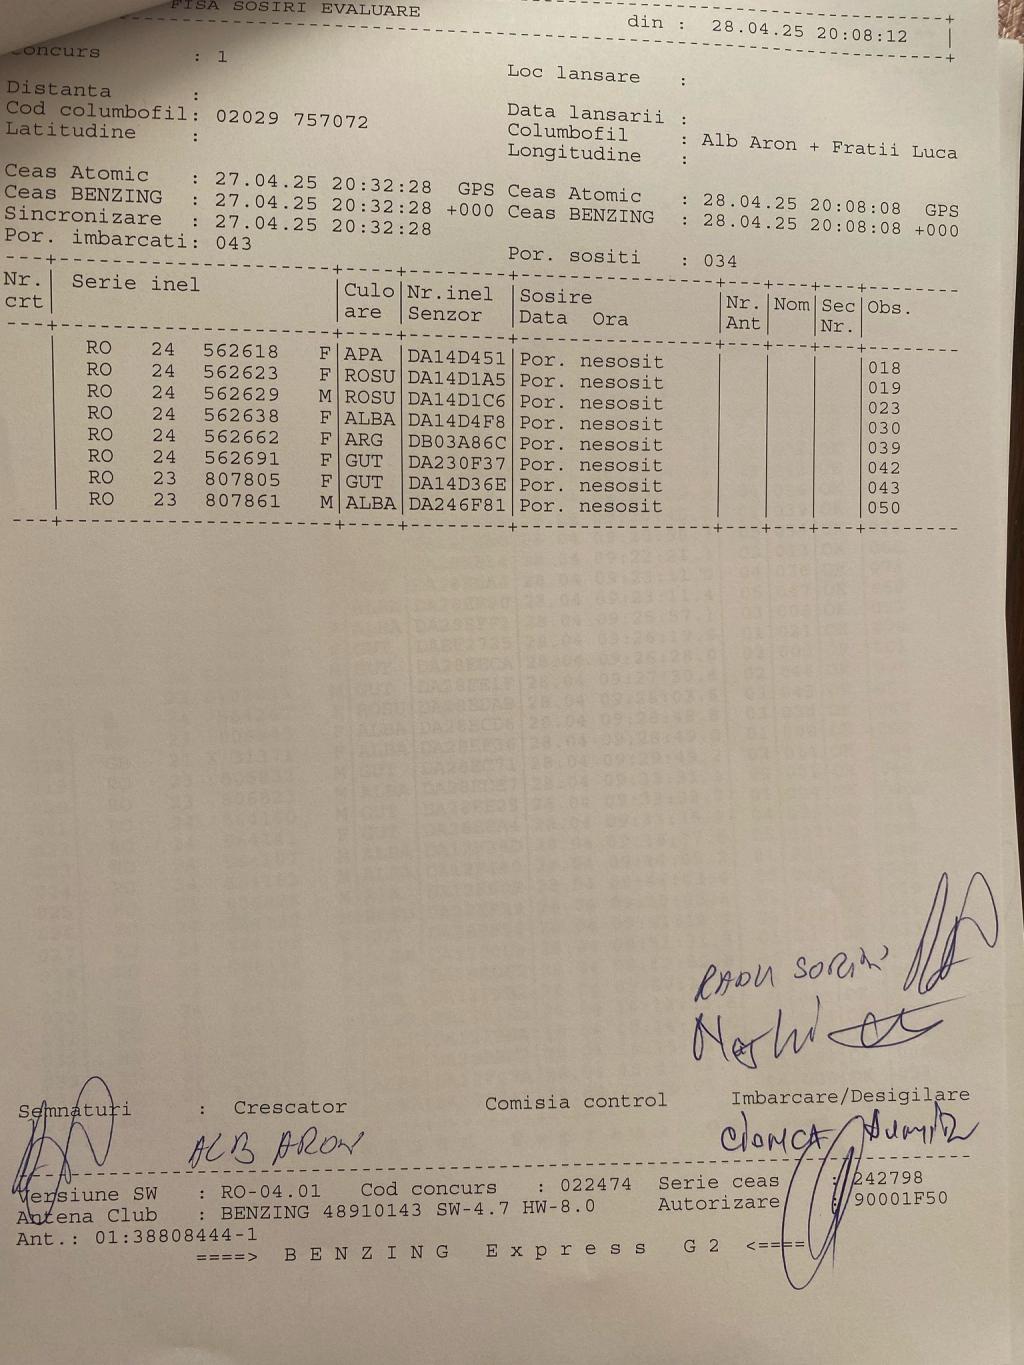 FISA SOSIRI EVALUARE din : 28.04.25 20:08:12
Concurs : 1 Loc lansare :
Distanta : Data lansarii :
Cod columbofil: 02029 757072 Columbofil : Alb Aron + Fratii Luca
Latitudine : Longitudine :
Ceas Atomic : 27.04.25 20:32:28 GPS Ceas Atomic : 28.04.25 20:08:08 GPS
Ceas BENZING : 27.04.25 20:32:28 +000 Ceas BENZING : 28.04.25 20:08:08 +000
Sincronizare : 27.04.25 20:32:28
Por. imbarcati: 043 Por. sositi : 034
Nr. Serie inel Culo Nr.inel Sosire Nr. Nom Sec Obs.
crt are Senzor Data Ora Ant Nr.
RO 24 562618 F APA DA14D451 Por. nesosit 018
RO 24 562623 F ROSU DA14D1A5 Por. nesosit 019
RO 24 562629 M ROSU DA14D1C6 Por. nesosit 023
RO 24 562638 F ALBA DA14D4F8 Por. nesosit 030
RO 24 562662 F ARG DB03A86C Por. nesosit 039
RO 24 562691 F GUT DA230F37 Por. nesosit 042
RO 23 807805 F GUT DA14D36E Por. nesosit 043
RO 23 807861 M ALBA DA246F81 Por. nesosit 050
RADU SORIN
Semnaturi : Crescator Comisia control Imbarcare/Desigilare
ALB ARON
Versiune SW : RO-04.01 Cod concurs : 022474 Serie ceas : 242798
Antena Club : BENZING 48910143 SW-4.7 HW-8.0 Autorizare : 90001F50
Ant.: 01:38808444-1
====> B E N Z I N G E x p r e s s G 2 <====